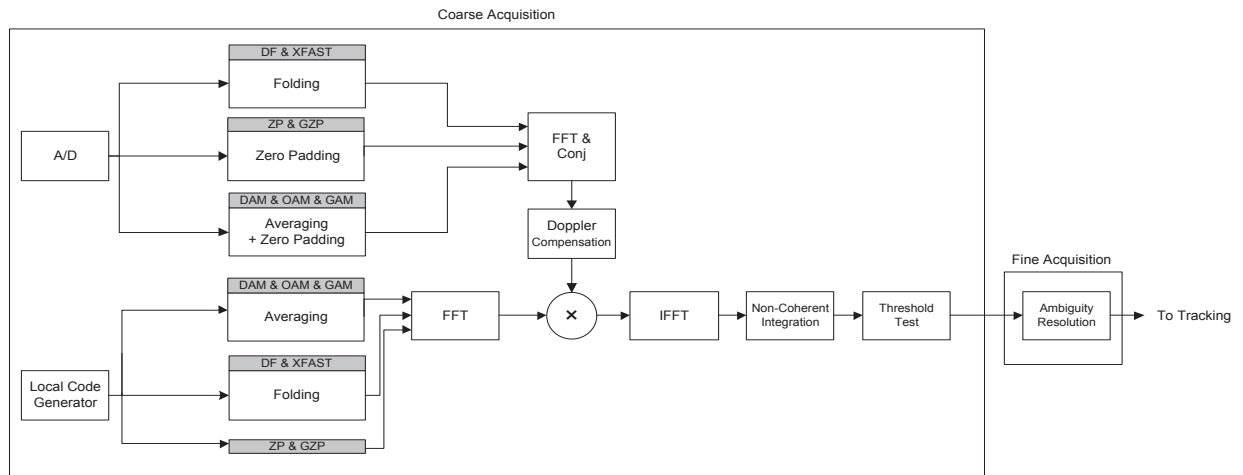 Coarse Acquisition
DF & XFAST
Folding
A/D
ZP & GZP
Zero Padding
FFT &
Conj
DAM & OAM & GAM
Averaging
+ Zero Padding
Doppler
Compensation
Fine Acquisition
DAM & OAM & GAM
Averaging
FFT
×
IFFT
Non-Coherent
Integration
Threshold
Test
Ambiguity
Resolution
To Tracking
DF & XFAST
Folding
Local Code
Generator
ZP & GZP